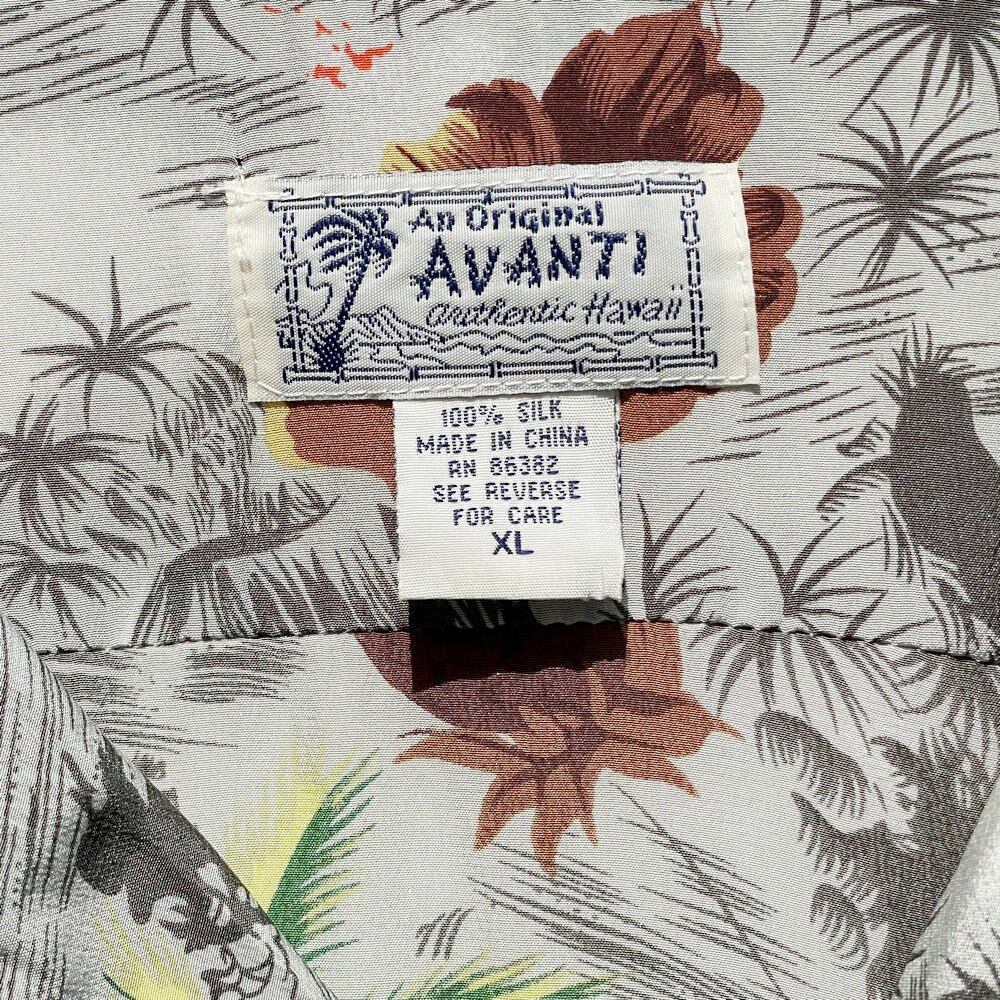 An Original
AVANTI
authentic Hawaii
100% SILK
MADE IN CHINA
RN 86382
SEE REVERSE
FOR CARE
XL